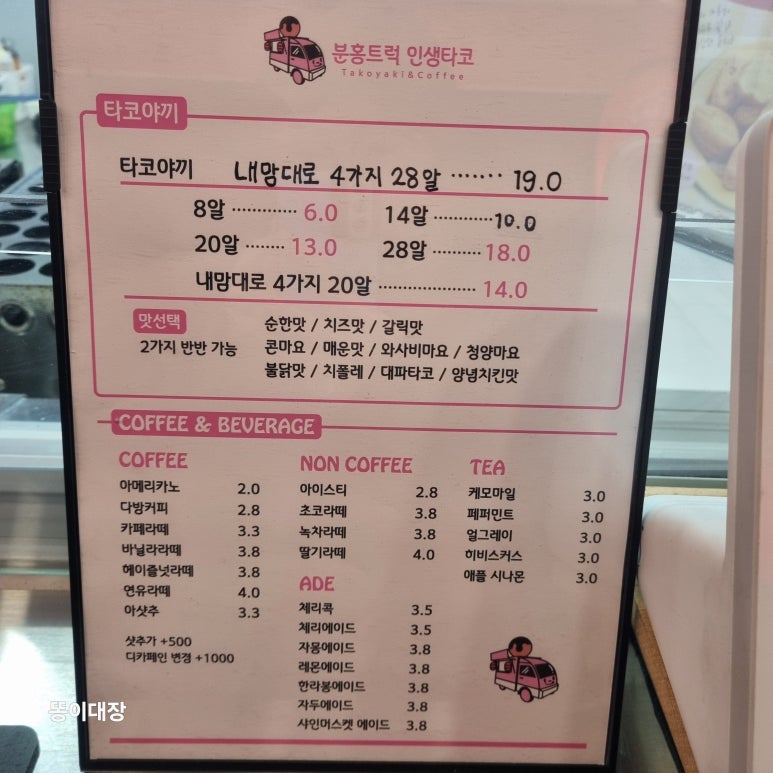 분홍트럭 인생타코
Takoyaki&Coffee
타코야끼
타코야끼 내맘대로 4가지 28알 ······· 19.0
8알 ············· 6.0 14알 ············ 10.0
20알 ········ 13.0 28알 ·········· 18.0
내맘대로 4가지 20알 ···················· 14.0
맛선택 순한맛 / 치즈맛 / 갈릭맛
2가지 반반 가능 콘마요 / 매운맛 / 와사비마요 / 청양마요
불닭맛 / 치폴레 / 대파타코 / 양념치킨맛
COFFEE & BEVERAGE
COFFEE
아메리카노 2.0
다방커피 2.8
카페라떼 3.3
바닐라라떼 3.8
헤이즐넛라떼 3.8
연유라떼 4.0
아샷추 3.3
샷추가 +500
디카페인 변경 +1000
NON COFFEE
아이스티 2.8
초코라떼 3.8
녹차라떼 3.8
딸기라떼 4.0
ADE
체리콕 3.5
체리에이드 3.5
자몽에이드 3.8
레몬에이드 3.8
한라봉에이드 3.8
자두에이드 3.8
샤인머스켓 에이드 3.8
TEA
케모마일 3.0
페퍼민트 3.0
얼그레이 3.0
히비스커스 3.0
애플 시나몬 3.0
똥이대장